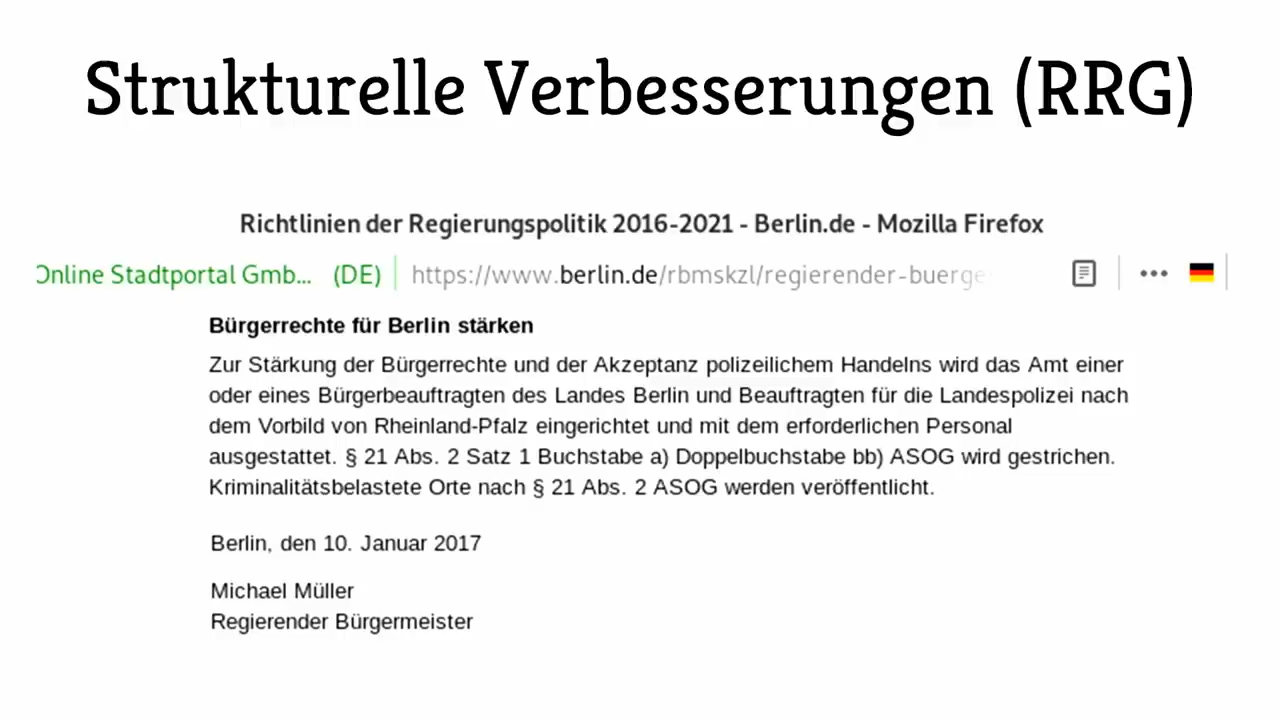 Strukturelle Verbesserungen (RRG)
Richtlinien der Regierungspolitik 2016-2021 - Berlin.de - Mozilla Firefox
Online Stadtportal Gmb... (DE) https://www.berlin.de/rbmskzl/regierender-buerge
Bürgerrechte für Berlin stärken
Zur Stärkung der Bürgerrechte und der Akzeptanz polizeilichem Handelns wird das Amt einer
oder eines Bürgerbeauftragten des Landes Berlin und Beauftragten für die Landespolizei nach
dem Vorbild von Rheinland-Pfalz eingerichtet und mit dem erforderlichen Personal
ausgestattet. § 21 Abs. 2 Satz 1 Buchstabe a) Doppelbuchstabe bb) ASOG wird gestrichen.
Kriminalitätsbelastete Orte nach § 21 Abs. 2 ASOG werden veröffentlicht.
Berlin, den 10. Januar 2017
Michael Müller
Regierender Bürgermeister